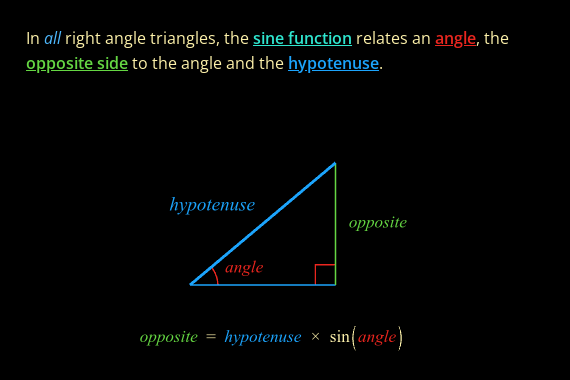 In all right angle triangles, the sine function relates an angle, the
opposite side to the angle and the hypotenuse.
hypotenuse
opposite
angle
opposite = hypotenuse × sin(angle)